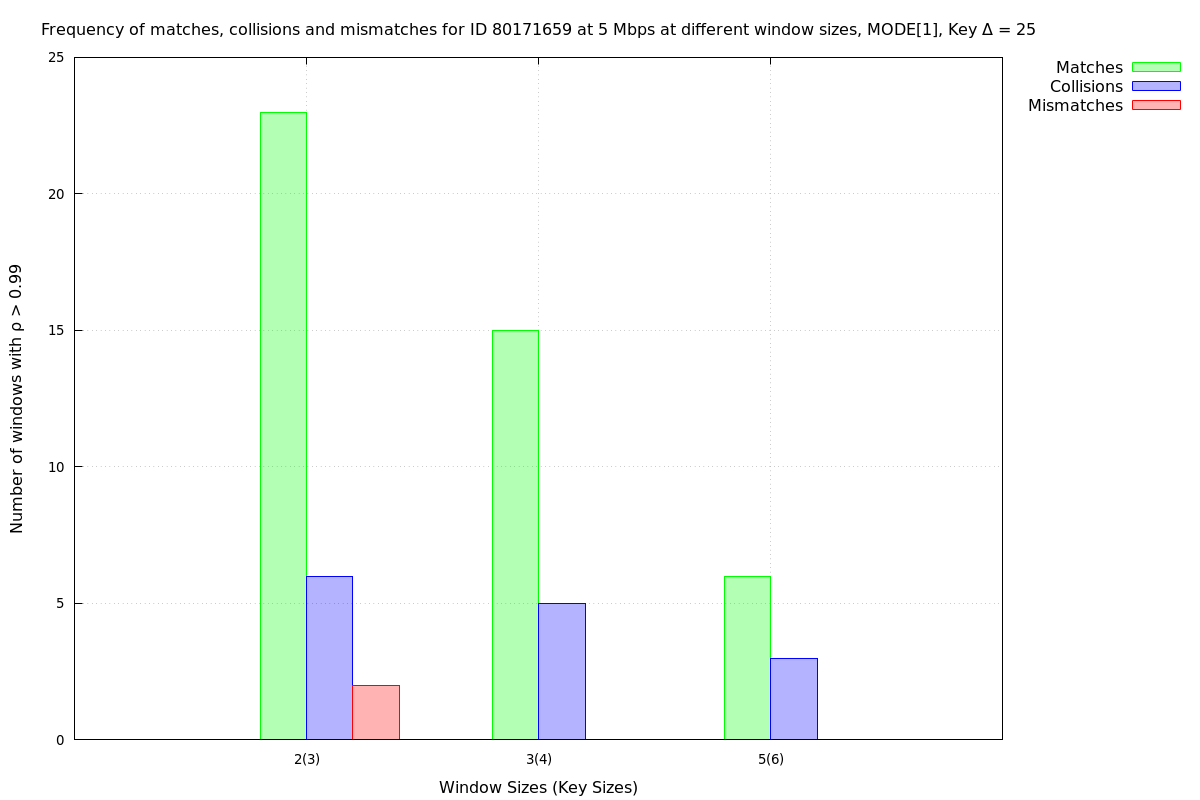 Frequency of matches, collisions and mismatches for ID 80171659 at 5 Mbps at different window sizes, MODE[1], Key Δ = 25
Matches
Collisions
Mismatches
Number of windows with ρ > 0.99
25
20
15
10
5
0
2(3) 3(4) 5(6)
Window Sizes (Key Sizes)